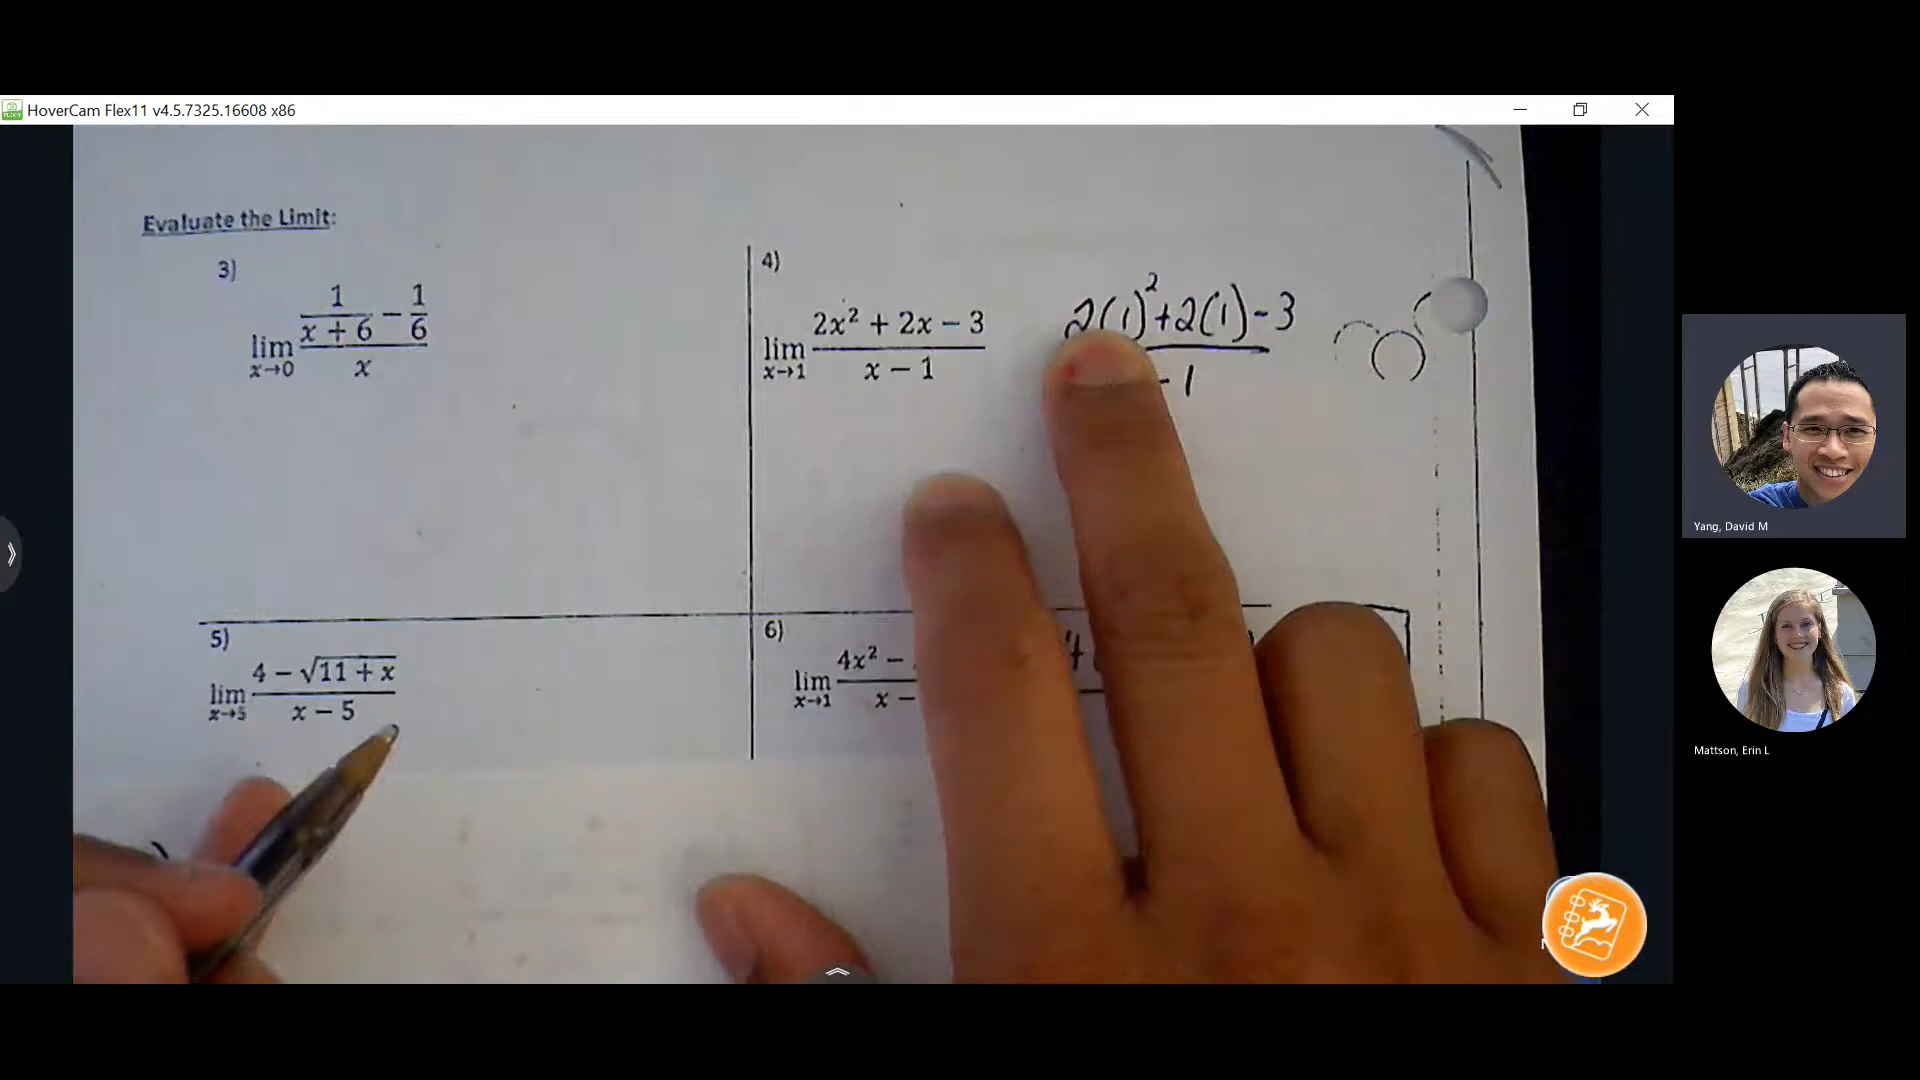 HoverCam Flex11 v4.5.7325.16608 x86
Evaluate the Limit:
3)
lim x→0 (1/(x + 6) − 1/6)/x
4)
lim x→1 (2x² + 2x − 3)/(x − 1)
2(1)²+2(1)-3
-1
5)
lim x→5 (4 − √(11 + x))/(x − 5)
6)
lim x→1 4x² − / x −
4
Yang, David M
Mattson, Erin L